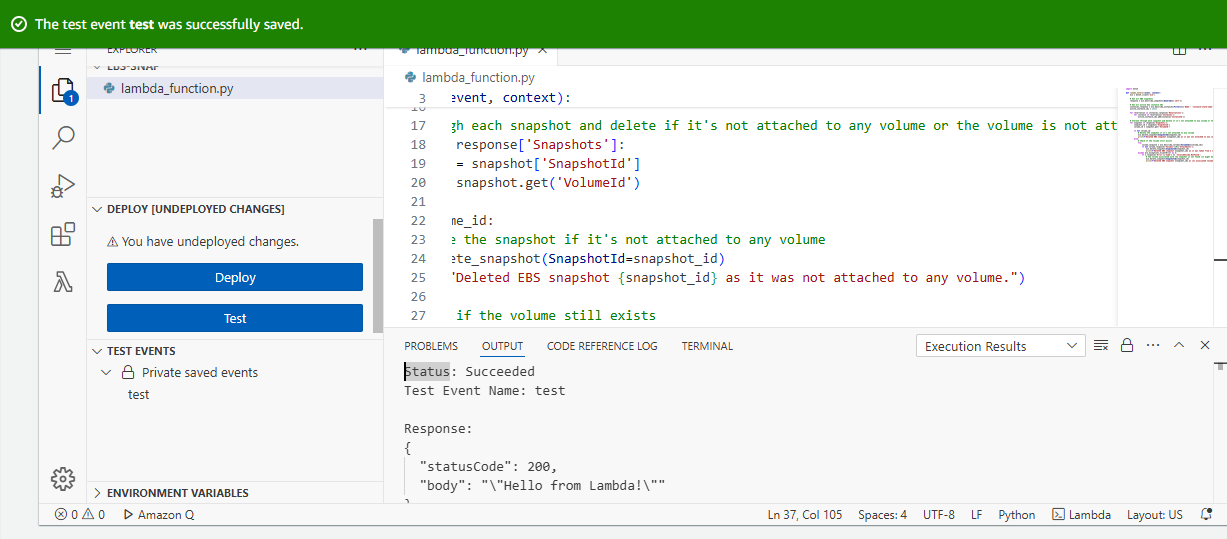 The test event test was successfully saved.
EXPLORER
lambda_function.py
EBS-SNAP
lambda_function.py
1
lambda_function.py
3 event, context):
16
17 gh each snapshot and delete if it's not attached to any volume or the volume is not att
18 response['Snapshots']:
19 = snapshot['SnapshotId']
20 snapshot.get('VolumeId')
21
22 me_id:
23 e the snapshot if it's not attached to any volume
24 ete_snapshot(SnapshotId=snapshot_id)
25 "Deleted EBS snapshot {snapshot_id} as it was not attached to any volume.")
26
27 if the volume still exists
DEPLOY [UNDEPLOYED CHANGES]
You have undeployed changes.
Deploy
Test
TEST EVENTS
Private saved events
test
ENVIRONMENT VARIABLES
PROBLEMS OUTPUT CODE REFERENCE LOG TERMINAL
Execution Results
Status: Succeeded
Test Event Name: test
Response:
{
"statusCode": 200,
"body": "\"Hello from Lambda!\""
}
0 0 Amazon Q Ln 37, Col 105 Spaces: 4 UTF-8 LF Python Lambda Layout: US